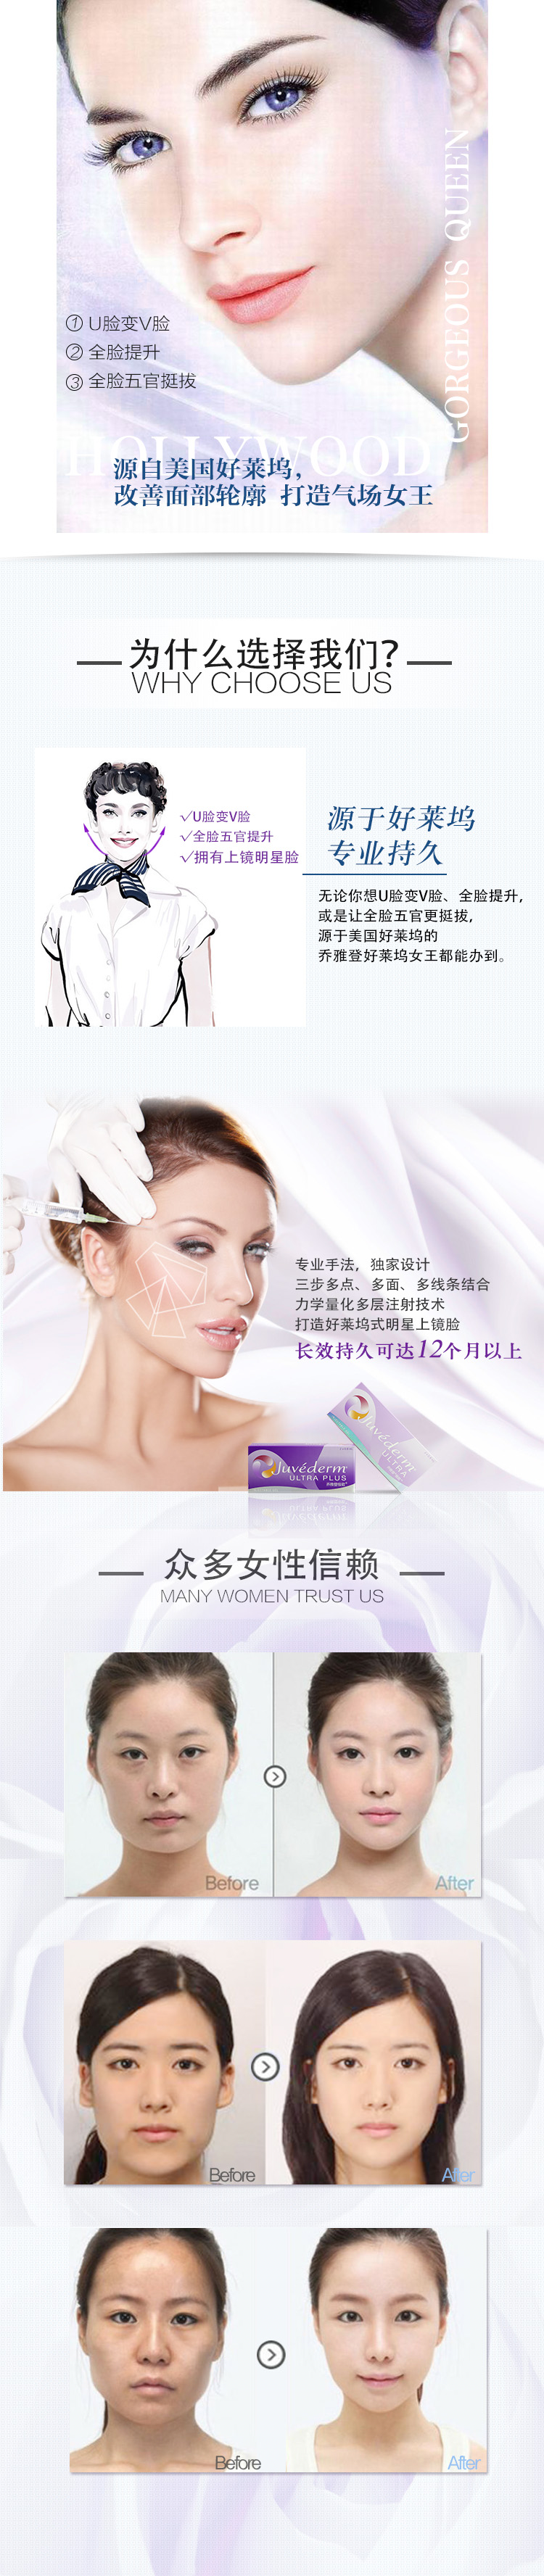 GORGEOUS QUEEN
① U脸变V脸
② 全脸提升
③ 全脸五官挺拔
HOLLYWOOD
源自美国好莱坞，
改善面部轮廓 打造气场女王
为什么选择我们?
WHY CHOOSE US
✓U脸变V脸
✓全脸五官提升
✓拥有上镜明星脸
源于好莱坞
专业持久
无论你想U脸变V脸、全脸提升，
或是让全脸五官更挺拔，
源于美国好莱坞的
乔雅登好莱坞女王都能办到。
专业手法，独家设计
三步多点、多面、多线条结合
力学量化多层注射技术
打造好莱坞式明星上镜脸
长效持久可达12个月以上
Juvéderm
ULTRA
Juvéderm
ULTRA PLUS
众多女性信赖
MANY WOMEN TRUST US
Before
After
Before
After
Before
After